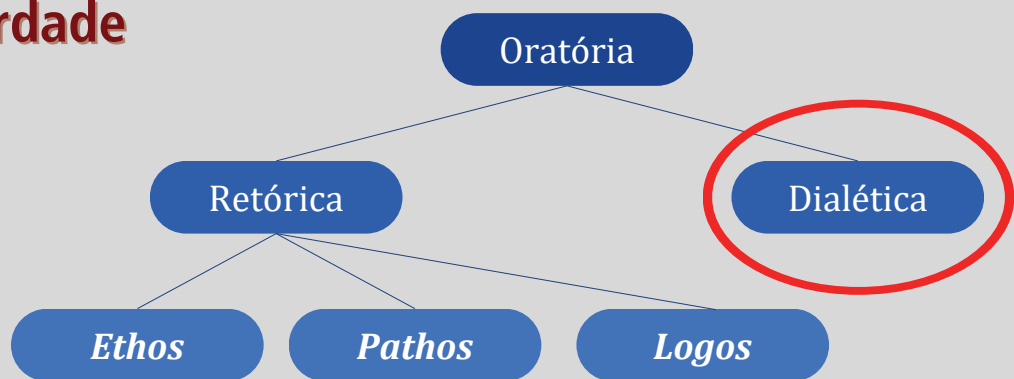 rdade
Oratória
Retórica
Dialética
Ethos
Pathos
Logos